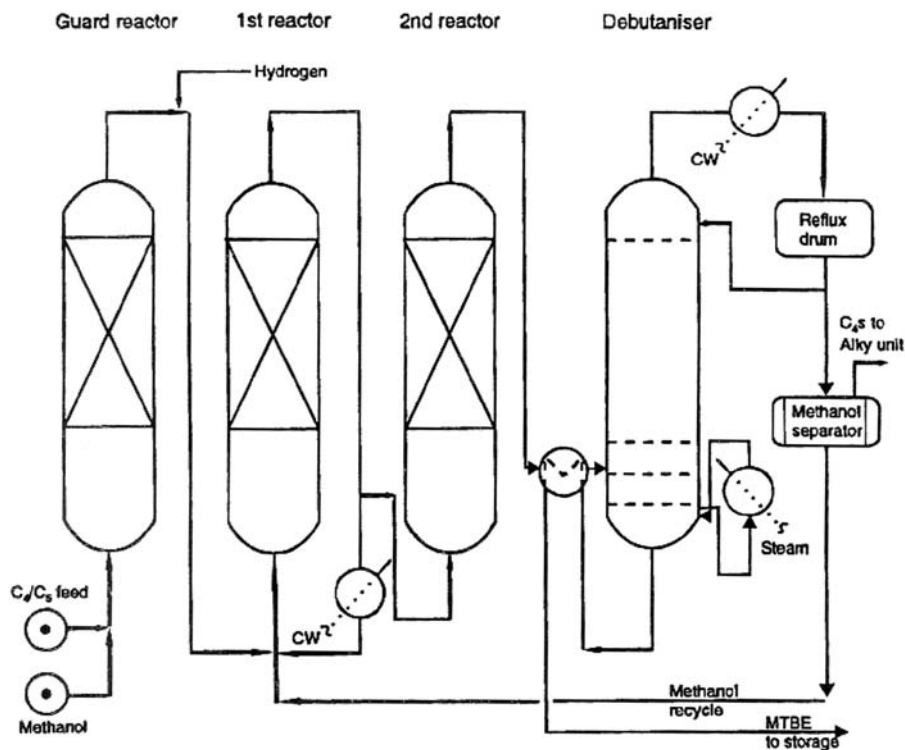 Guard reactor
1st reactor
2nd reactor
Debutaniser
Hydrogen
CW
Reflux
drum
C₄s to
Alky unit
Methanol
separator
Steam
C₄/C₅ feed
CW
Methanol
Methanol
recycle
MTBE
to storage